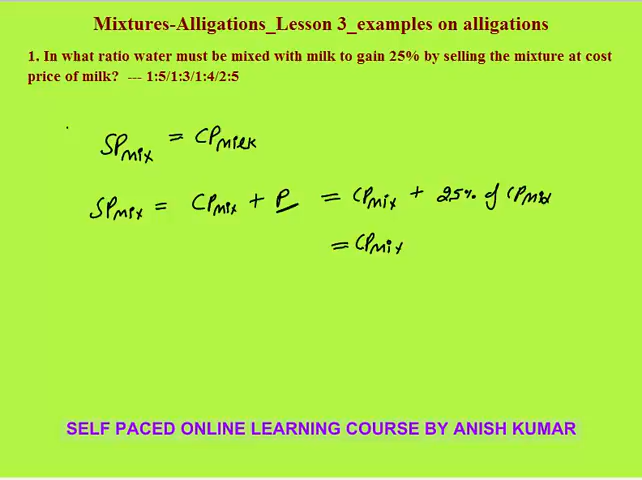 Mixtures-Alligations_Lesson 3_examples on alligations
1. In what ratio water must be mixed with milk to gain 25% by selling the mixture at cost
price of milk? --- 1:5/1:3/1:4/2:5
SPmix = CPmilk
SPmix = CPmix + P = CPmix + 25% of CPmix
= CPmix
SELF PACED ONLINE LEARNING COURSE BY ANISH KUMAR